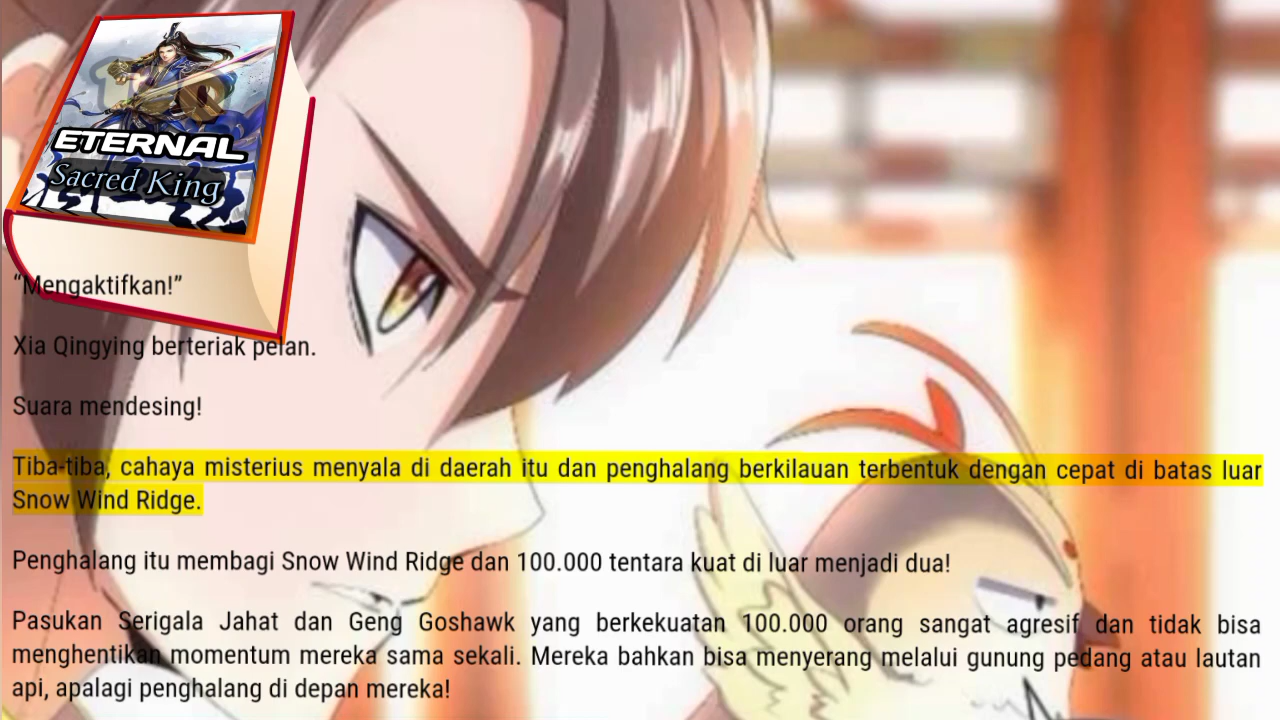 ETERNAL
Sacred King
“Mengaktifkan!”
Xia Qingying berteriak pelan.
Suara mendesing!
Tiba-tiba, cahaya misterius menyala di daerah itu dan penghalang berkilauan terbentuk dengan cepat di batas luar
Snow Wind Ridge.
Penghalang itu membagi Snow Wind Ridge dan 100.000 tentara kuat di luar menjadi dua!
Pasukan Serigala Jahat dan Geng Goshawk yang berkekuatan 100.000 orang sangat agresif dan tidak bisa
menghentikan momentum mereka sama sekali. Mereka bahkan bisa menyerang melalui gunung pedang atau lautan
api, apalagi penghalang di depan mereka!